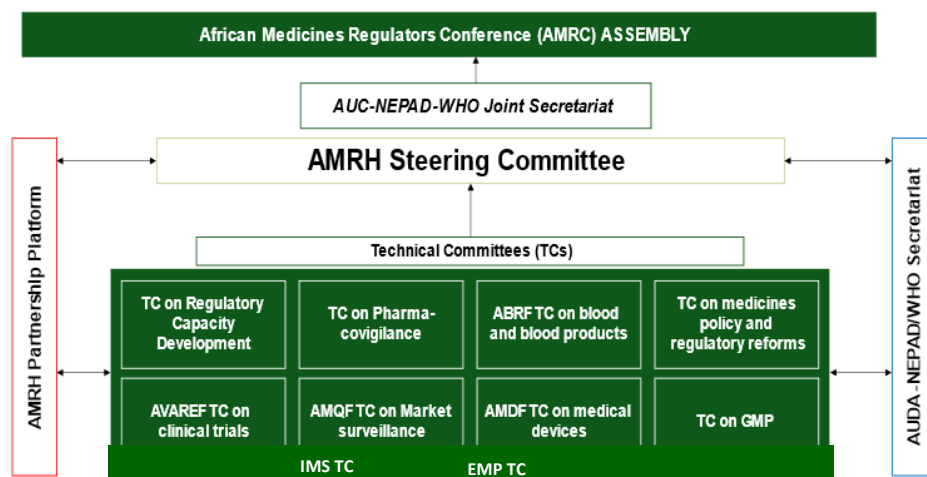 African Medicines Regulators Conference (AMRC) ASSEMBLY
AUC-NEPAD-WHO Joint Secretariat
AMRH Steering Committee
AMRH Partnership Platform
AUDA-NEPAD/WHO Secretariat
Technical Committees (TCs)
TC on Regulatory
Capacity
Development
TC on Pharma-
covigilance
ABRF TC on blood
and blood products
TC on medicines
policy and
regulatory reforms
AVAREF TC on
clinical trials
AMQF TC on Market
surveillance
AMDF TC on medical
devices
TC on GMP
IMS TC
EMP TC